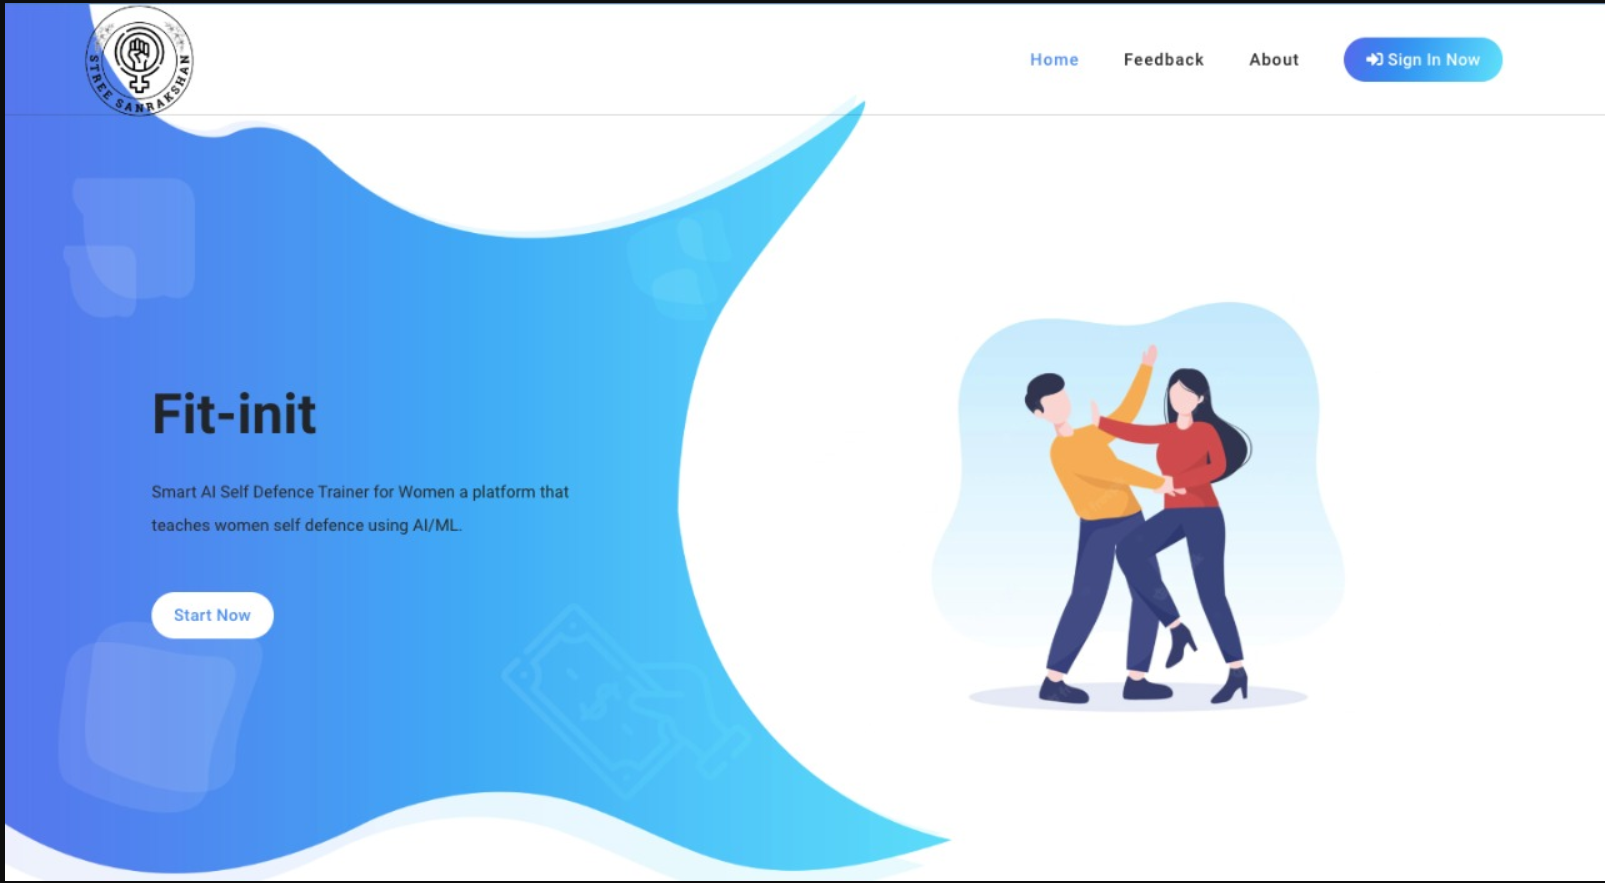 STREE SANRAKSHAN
Home
Feedback
About
Sign In Now
Fit-init
Smart AI Self Defence Trainer for Women a platform that
teaches women self defence using AI/ML.
Start Now
$